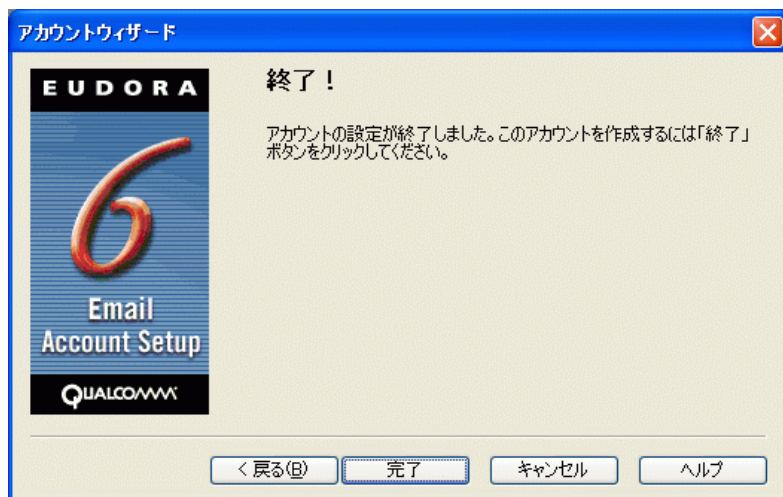 アカウントウィザード
EUDORA
6
Email
Account Setup
QUALCOMM
終了！
アカウントの設定が終了しました。このアカウントを作成するには「終了」
ボタンをクリックしてください。
< 戻る(B)
完了
キャンセル
ヘルプ